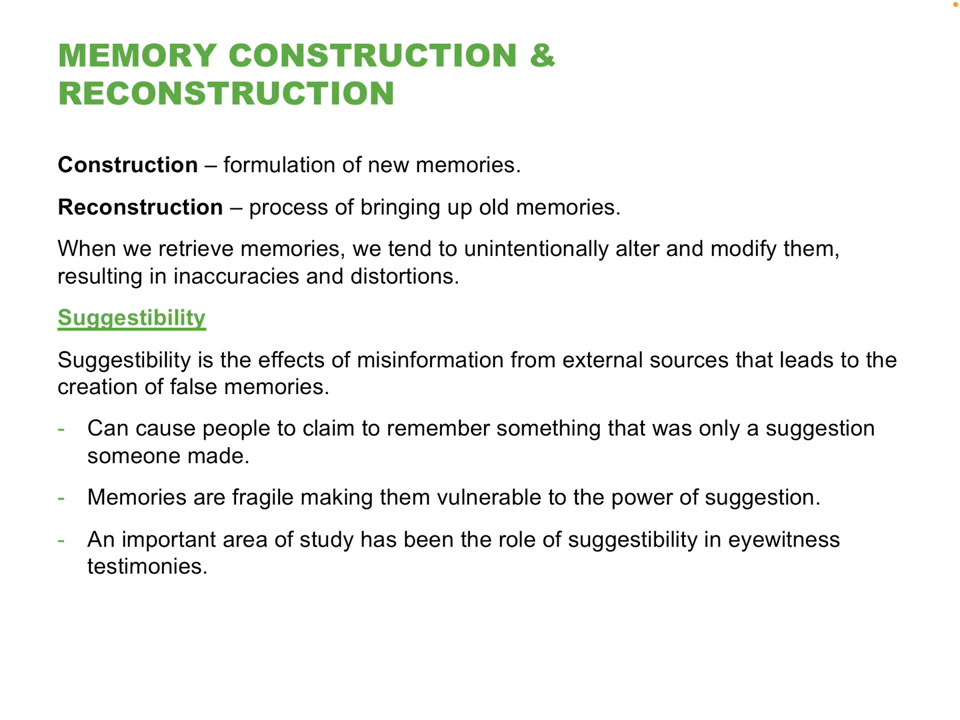 MEMORY CONSTRUCTION &
RECONSTRUCTION
Construction – formulation of new memories.
Reconstruction – process of bringing up old memories.
When we retrieve memories, we tend to unintentionally alter and modify them,
resulting in inaccuracies and distortions.
Suggestibility
Suggestibility is the effects of misinformation from external sources that leads to the
creation of false memories.
- Can cause people to claim to remember something that was only a suggestion
someone made.
- Memories are fragile making them vulnerable to the power of suggestion.
- An important area of study has been the role of suggestibility in eyewitness
testimonies.